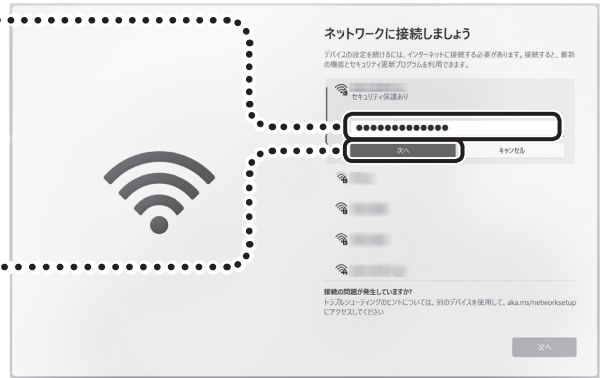 ネットワークに接続しましょう
デバイスの設定を続けるには、インターネットに接続する必要があります。接続すると、最新
の機能とセキュリティ更新プログラムを利用できます。
セキュリティ保護あり
●●●●●●●●●●●●●
次へ
キャンセル
接続の問題が発生していますか?
トラブルシューティングのヒントについては、別のデバイスを使用して、aka.ms/networksetup
にアクセスしてください
次へ